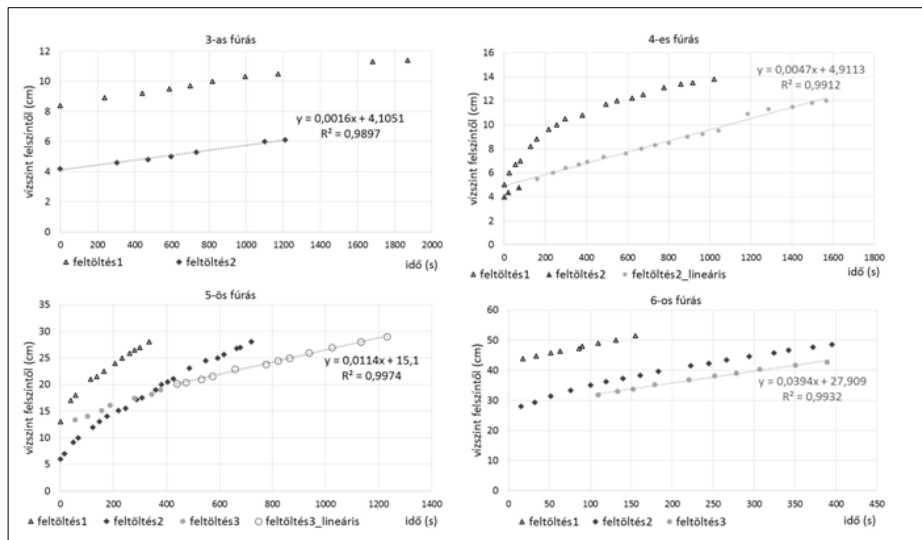 3-as fúrás
vízszint felszíntől (cm)
12
10
8
6
4
2
0
y = 0,0016x + 4,1051
R² = 0,9897
0 200 400 600 800 1000 1200 1400 1600 1800 2000
feltöltés1 feltöltés2 idő (s)
4-es fúrás
vízszint felszíntől (cm)
16
14
12
10
8
6
4
2
0
y = 0,0047x + 4,9113
R² = 0,9912
0 200 400 600 800 1000 1200 1400 1600 1800
idő (s)
feltöltés1 feltöltés2 feltöltés2_lineáris
5-ös fúrás
vízszint felszíntől (cm)
35
30
25
20
15
10
5
0
y = 0,0114x + 15,1
R² = 0,9974
0 200 400 600 800 1000 1200 1400
feltöltés1 feltöltés2 feltöltés3 feltöltés3_lineáris idő (s)
6-os fúrás
vízszint felszíntől (cm)
60
50
40
30
20
10
0
y = 0,0394x + 27,909
R² = 0,9932
0 50 100 150 200 250 300 350 400 450
feltöltés1 feltöltés2 feltöltés3 idő (s)